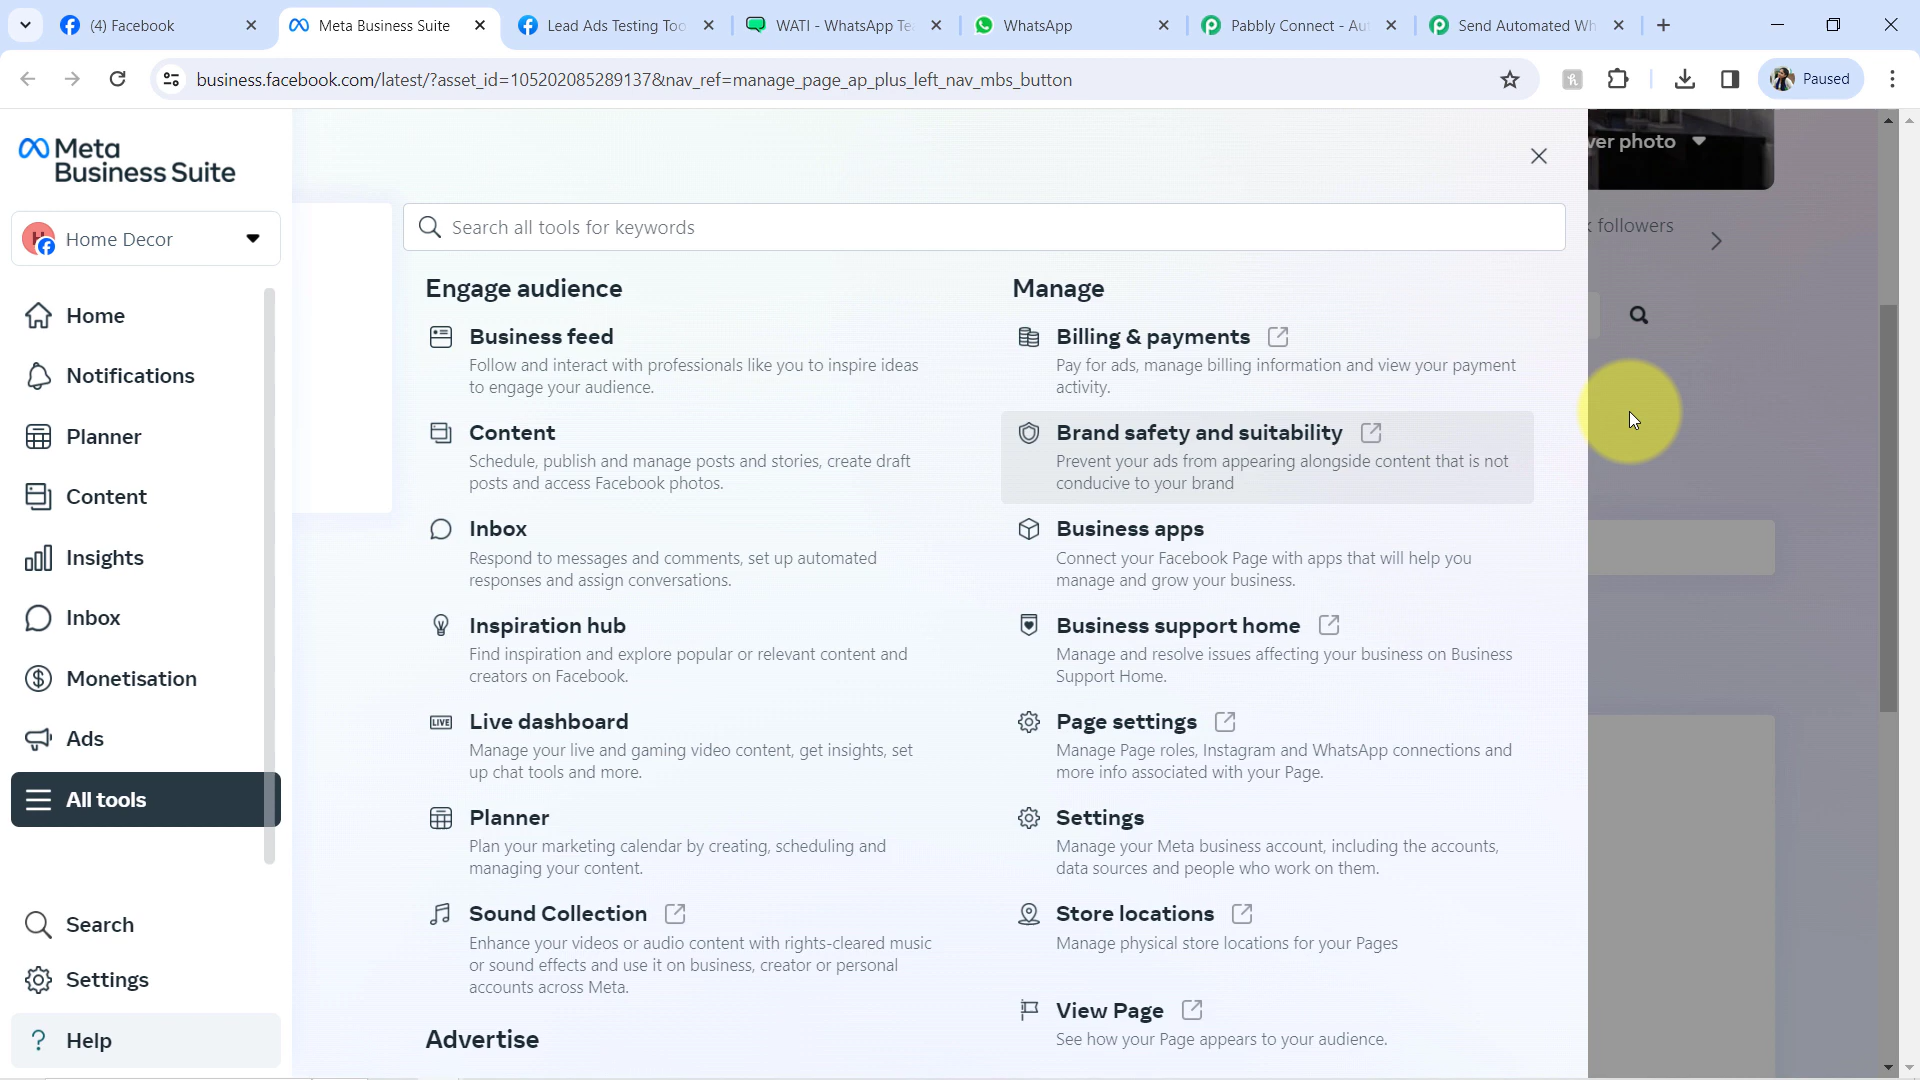 (4) Facebook
Meta Business Suite
Lead Ads Testing Too
WATI - WhatsApp Te
WhatsApp
Pabbly Connect - Au
Send Automated Wh
business.facebook.com/latest/?asset_id=105202085289137&nav_ref=manage_page_ap_plus_left_nav_mbs_button
Paused
Meta
Business Suite
Home Decor
Home
Notifications
Planner
Content
Insights
Inbox
Monetisation
Ads
All tools
Search
Settings
Help
Search all tools for keywords
Engage audience
Business feed
Follow and interact with professionals like you to inspire ideas
to engage your audience.
Content
Schedule, publish and manage posts and stories, create draft
posts and access Facebook photos.
Inbox
Respond to messages and comments, set up automated
responses and assign conversations.
Inspiration hub
Find inspiration and explore popular or relevant content and
creators on Facebook.
LIVE
Live dashboard
Manage your live and gaming video content, get insights, set
up chat tools and more.
Planner
Plan your marketing calendar by creating, scheduling and
managing your content.
Sound Collection
Enhance your videos or audio content with rights-cleared music
or sound effects and use it on business, creator or personal
accounts across Meta.
Advertise
Manage
Billing & payments
Pay for ads, manage billing information and view your payment
activity.
Brand safety and suitability
Prevent your ads from appearing alongside content that is not
conducive to your brand
Business apps
Connect your Facebook Page with apps that will help you
manage and grow your business.
Business support home
Manage and resolve issues affecting your business on Business
Support Home.
Page settings
Manage Page roles, Instagram and WhatsApp connections and
more info associated with your Page.
Settings
Manage your Meta business account, including the accounts,
data sources and people who work on them.
Store locations
Manage physical store locations for your Pages
View Page
See how your Page appears to your audience.
ver photo
k followers